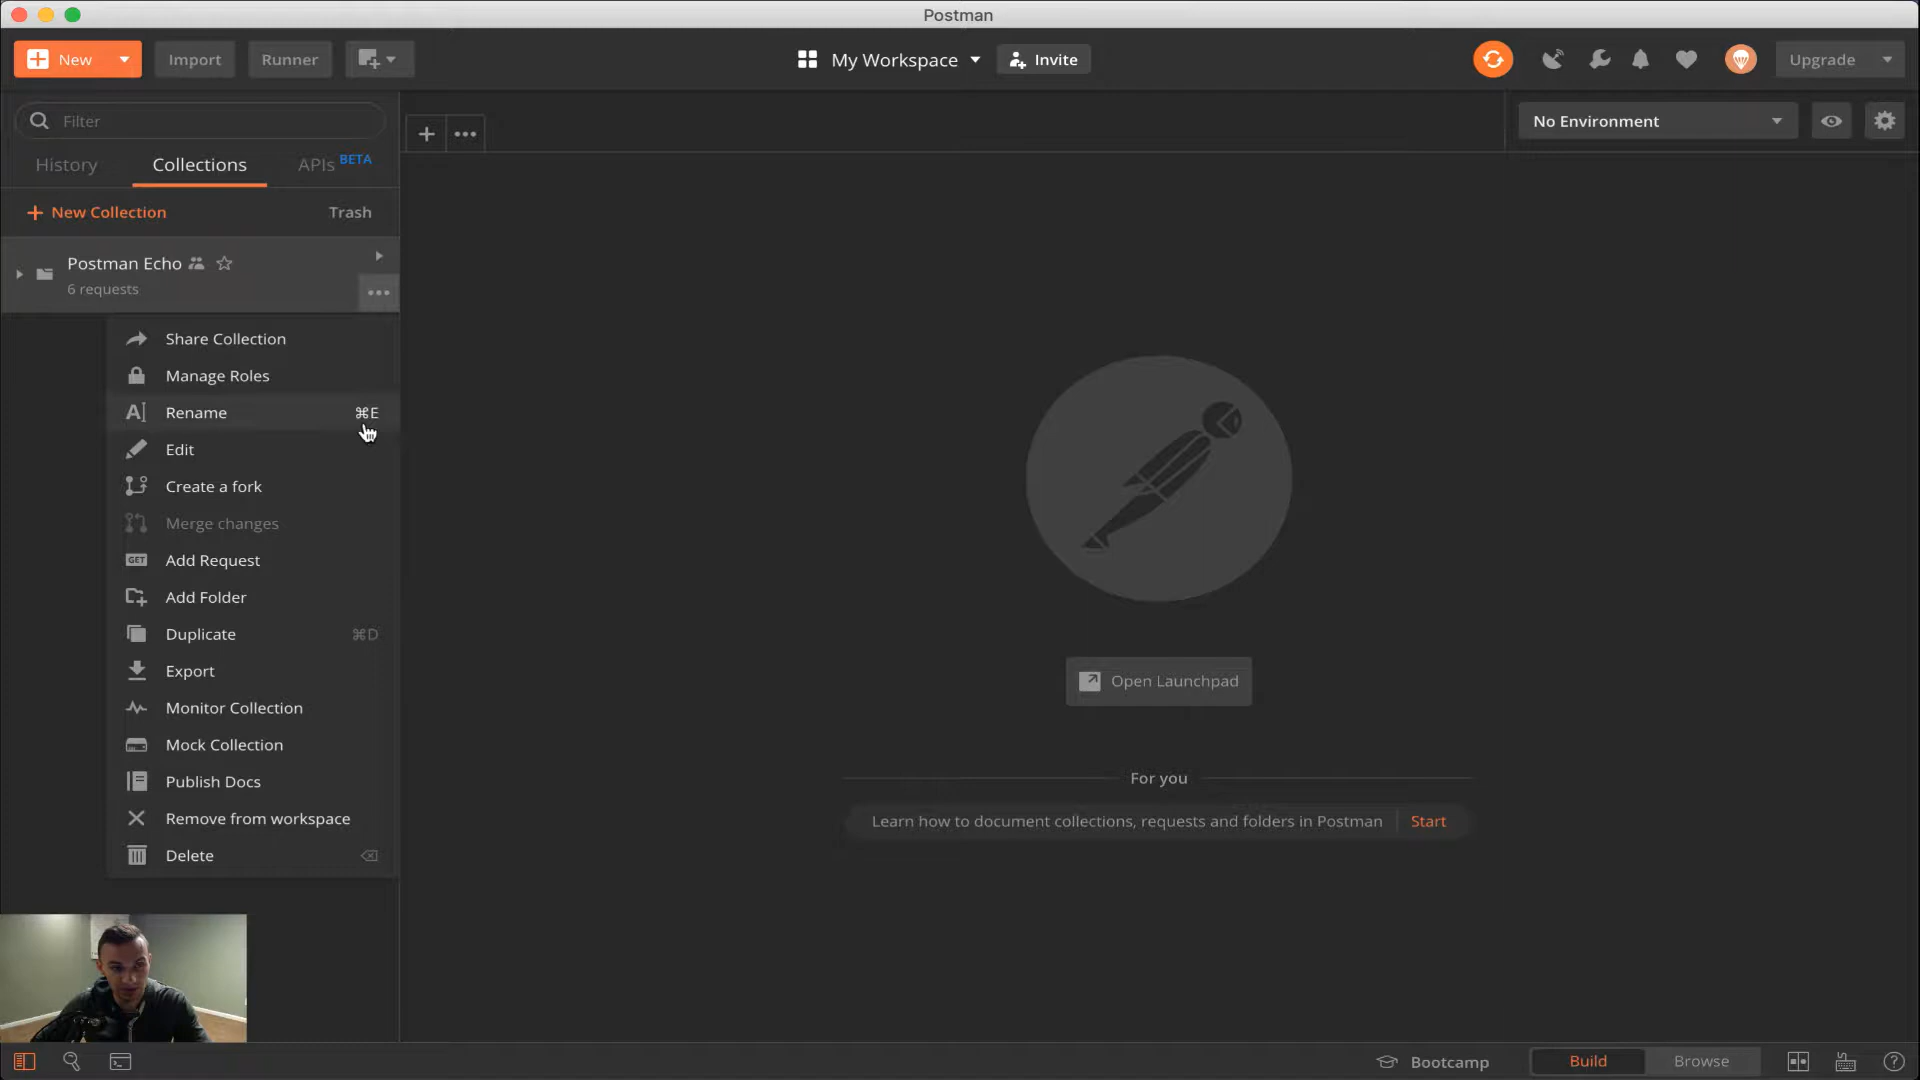 Postman
New
Import
Runner
My Workspace
Invite
Upgrade
Filter
No Environment
History
Collections
APIs BETA
New Collection
Trash
Postman Echo
6 requests
Share Collection
Manage Roles
Rename ⌘E
Edit
Create a fork
Merge changes
GET Add Request
Add Folder
Duplicate ⌘D
Export
Monitor Collection
Mock Collection
Publish Docs
Remove from workspace
Delete
Open Launchpad
For you
Learn how to document collections, requests and folders in Postman
Start
Bootcamp
Build
Browse